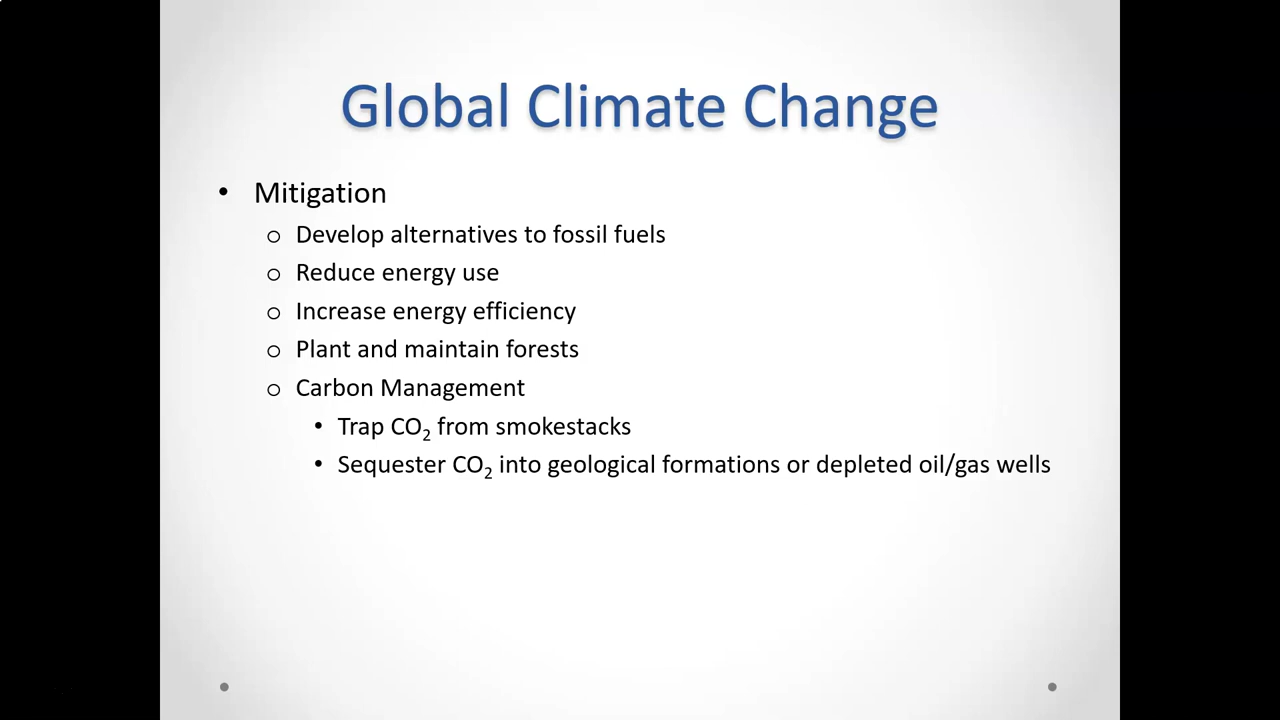 Global Climate Change
• Mitigation
o Develop alternatives to fossil fuels
o Reduce energy use
o Increase energy efficiency
o Plant and maintain forests
o Carbon Management
• Trap CO₂ from smokestacks
• Sequester CO₂ into geological formations or depleted oil/gas wells